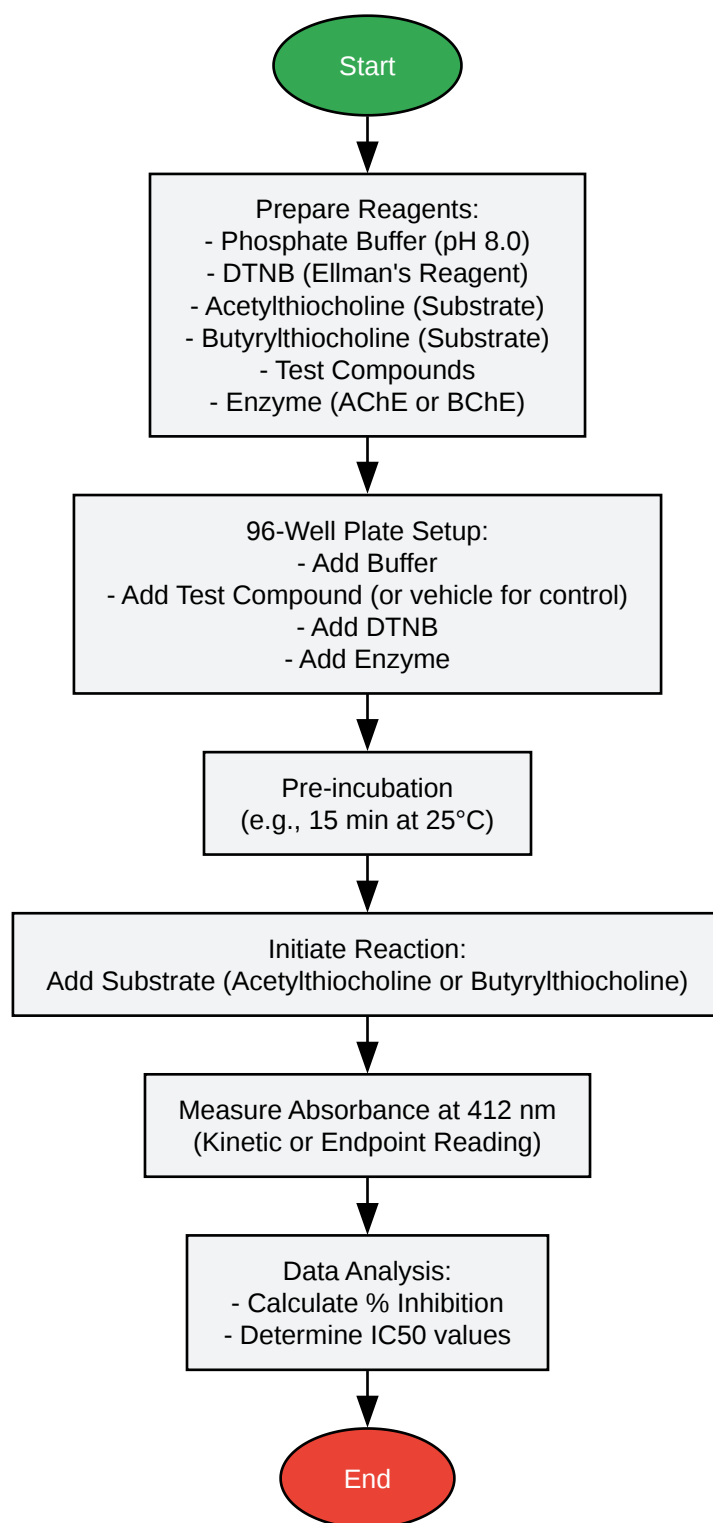 Start
Prepare Reagents:
- Phosphate Buffer (pH 8.0)
- DTNB (Ellman's Reagent)
- Acetylthiocholine (Substrate)
- Butyrylthiocholine (Substrate)
- Test Compounds
- Enzyme (AChE or BChE)
96-Well Plate Setup:
- Add Buffer
- Add Test Compound (or vehicle for control)
- Add DTNB
- Add Enzyme
Pre-incubation
(e.g., 15 min at 25°C)
Initiate Reaction:
Add Substrate (Acetylthiocholine or Butyrylthiocholine)
Measure Absorbance at 412 nm
(Kinetic or Endpoint Reading)
Data Analysis:
- Calculate % Inhibition
- Determine IC50 values
End